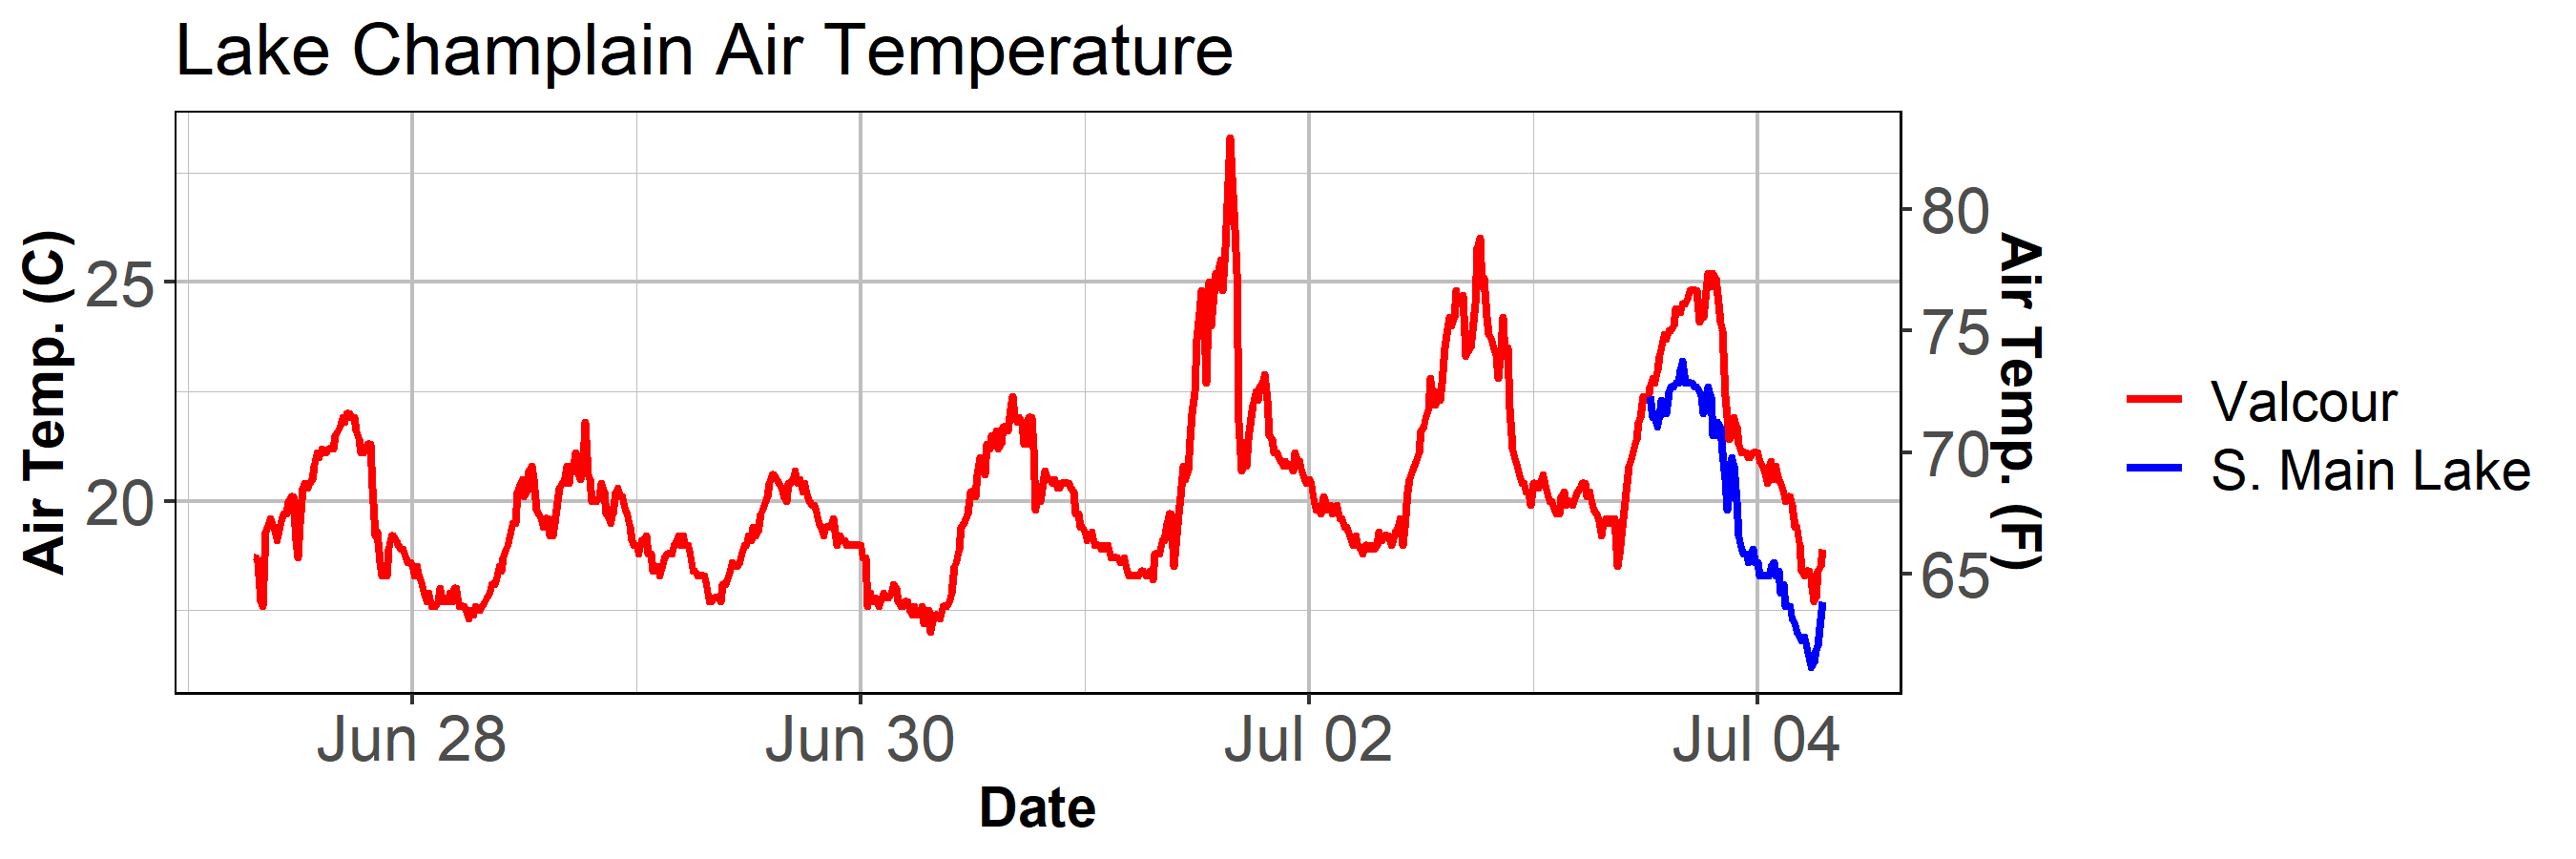 Lake Champlain Air Temperature
Air Temp. (C)
25
20
80
75
70
65
Air Temp. (F)
Jun 28
Jun 30
Jul 02
Jul 04
Date
Valcour
S. Main Lake